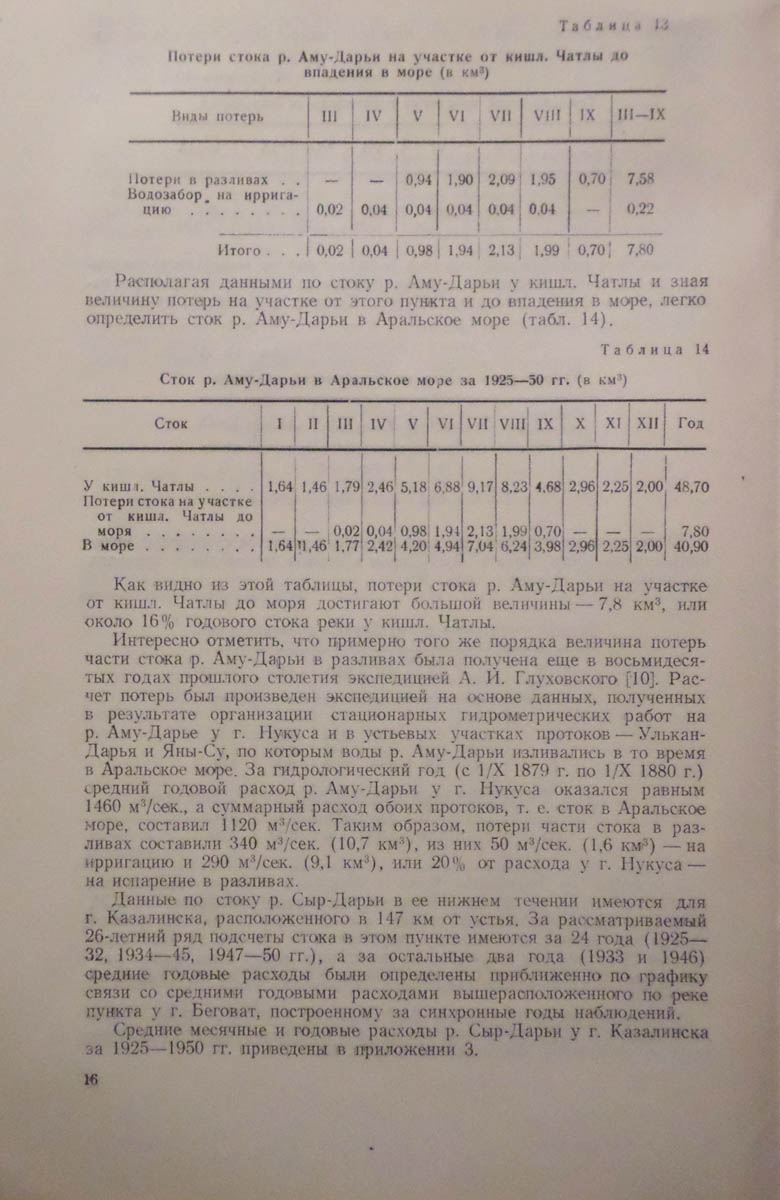 Таблица 13
Потери стока р. Аму-Дарьи на участке от кишл. Чатлы до
впадения в море (в км³)
Виды потерь III IV V VI VII VIII IX III—IX
Потери в разливах . . — — 0,94 1,90 2,09 1,95 0,70 7,58
Водозабор на иррига-
цию . . . . . . . . 0,02 0,04 0,04 0,04 0.04 0.04 — 0,22
Итого . . . 0,02 0,04 0,98 1,94 2,13 1,99 0,70 7,80
Располагая данными по стоку р. Аму-Дарьи у кишл. Чатлы и зная
величину потерь на участке от этого пункта и до впадения в море, легко
определить сток р. Аму-Дарьи в Аральское море (табл. 14).
Таблица 14
Сток р. Аму-Дарьи в Аральское море за 1925—50 гг. (в км³)
Сток I II III IV V VI VII VIII IX X XI XII Год
У кишл. Чатлы . . . . 1,64 1,46 1,79 2,46 5,18 6,88 9,17 8,23 4,68 2,96 2,25 2,00 48,70
Потери стока на участке
от кишл. Чатлы до
моря . . . . . . . . — — 0,02 0,04 0,98 1,94 2,13 1,99 0,70 — — — 7,80
В море . . . . . . . . 1,64 1,46 1,77 2,42 4,20 4,94 7,04 6,24 3,98 2,96 2,25 2,00 40,90
Как видно из этой таблицы, потери стока р. Аму-Дарьи на участке
от кишл. Чатлы до моря достигают большой величины — 7,8 км³, или
около 16% годового стока реки у кишл. Чатлы.
Интересно отметить, что примерно того же порядка величина потерь
части стока р. Аму-Дарьи в разливах была получена еще в восьмидеся-
тых годах прошлого столетия экспедицией А. И. Глуховского [10]. Рас-
чет потерь был произведен экспедицией на основе данных, полученных
в результате организации стационарных гидрометрических работ на
р. Аму-Дарье у г. Нукуса и в устьевых участках протоков — Улькан-
Дарья и Яны-Су, по которым воды р. Аму-Дарьи изливались в то время
в Аральское море. За гидрологический год (с 1/X 1879 г. по 1/X 1880 г.)
средний годовой расход р. Аму-Дарьи у г. Нукуса оказался равным
1460 м³/сек., а суммарный расход обоих протоков, т. е. сток в Аральское
море, составил 1120 м³/сек. Таким образом, потери части стока в раз-
ливах составили 340 м³/сек. (10,7 км³), из них 50 м³/сек. (1,6 км³) — на
ирригацию и 290 м³/сек. (9,1 км³), или 20% от расхода у г. Нукуса —
на испарение в разливах.
Данные по стоку р. Сыр-Дарьи в ее нижнем течении имеются для
г. Казалинска, расположенного в 147 км от устья. За рассматриваемый
26-летний ряд подсчеты стока в этом пункте имеются за 24 года (1925—
32, 1934—45, 1947—50 гг.), а за остальные два года (1933 и 1946)
средние годовые расходы были определены приближенно по графику
связи со средними годовыми расходами вышерасположенного по реке
пункта у г. Беговат, построенному за синхронные годы наблюдений.
Средние месячные и годовые расходы р. Сыр-Дарьи у г. Казалинска
за 1925—1950 гг. приведены в приложении 3.
16